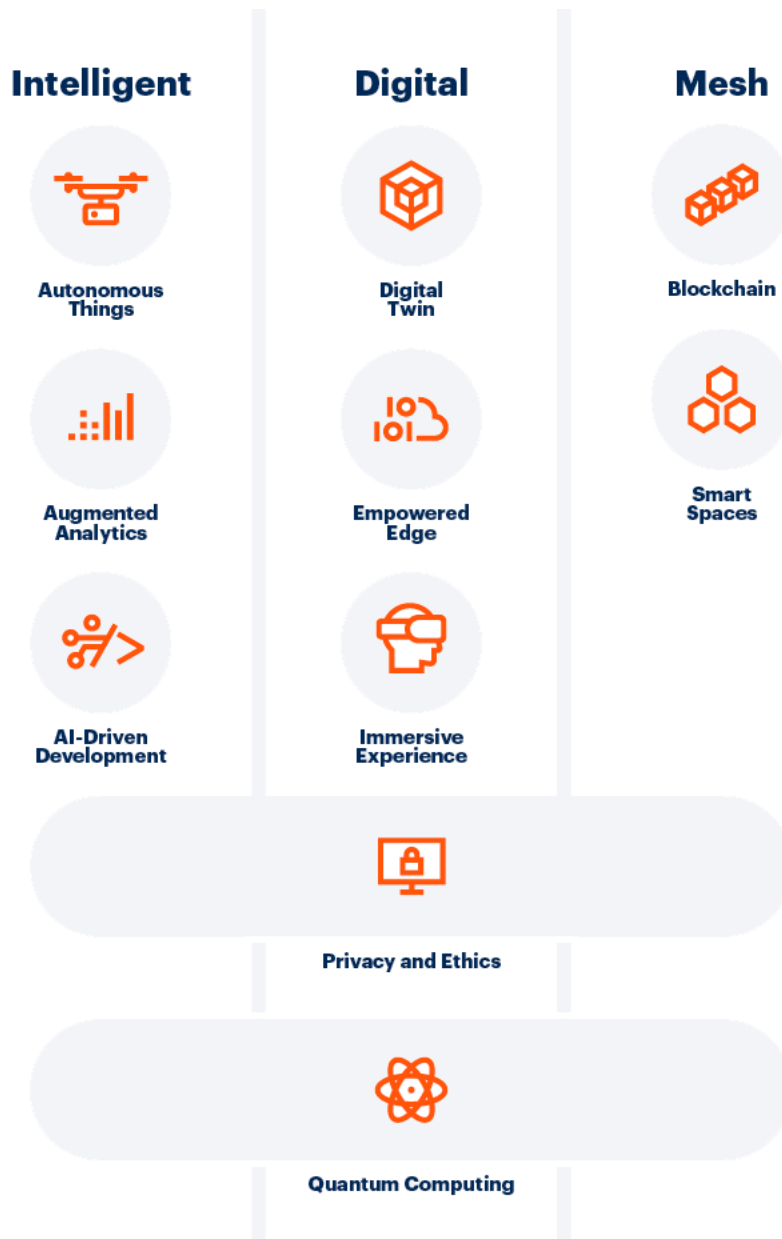 Intelligent
Digital
Mesh
Autonomous
Things
Digital
Twin
Blockchain
Augmented
Analytics
Empowered
Edge
Smart
Spaces
AI-Driven
Development
Immersive
Experience
Privacy and Ethics
Quantum Computing